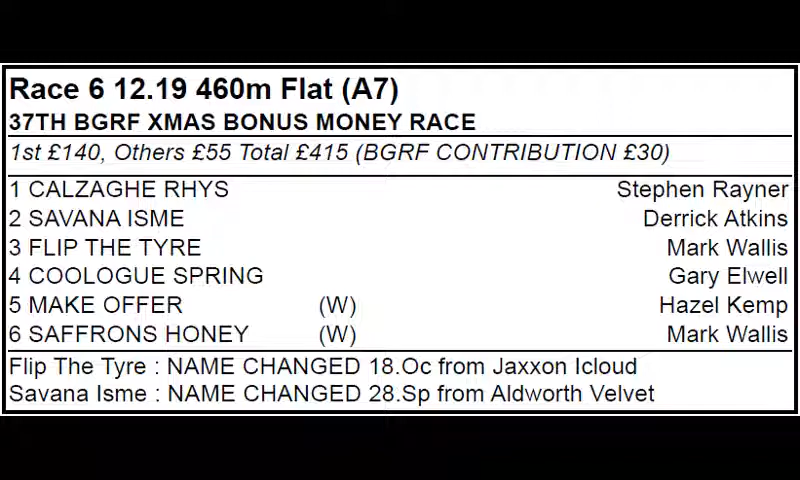 Race 6 12.19 460m Flat (A7)
37TH BGRF XMAS BONUS MONEY RACE
1st £140, Others £55 Total £415 (BGRF CONTRIBUTION £30)
1 CALZAGHE RHYS Stephen Rayner
2 SAVANA ISME Derrick Atkins
3 FLIP THE TYRE Mark Wallis
4 COOLOGUE SPRING Gary Elwell
5 MAKE OFFER (W) Hazel Kemp
6 SAFFRONS HONEY (W) Mark Wallis
Flip The Tyre : NAME CHANGED 18.Oc from Jaxxon Icloud
Savana Isme : NAME CHANGED 28.Sp from Aldworth Velvet